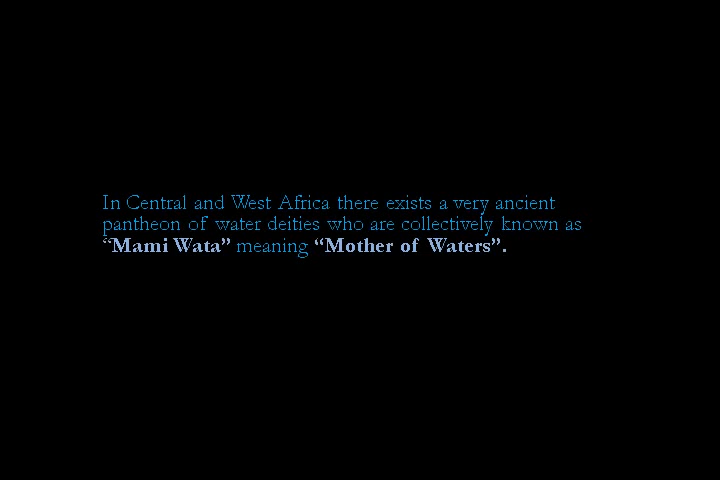 In Central and West Africa there exists a very ancient
pantheon of water deities who are collectively known as
“Mami Wata” meaning “Mother of Waters”.